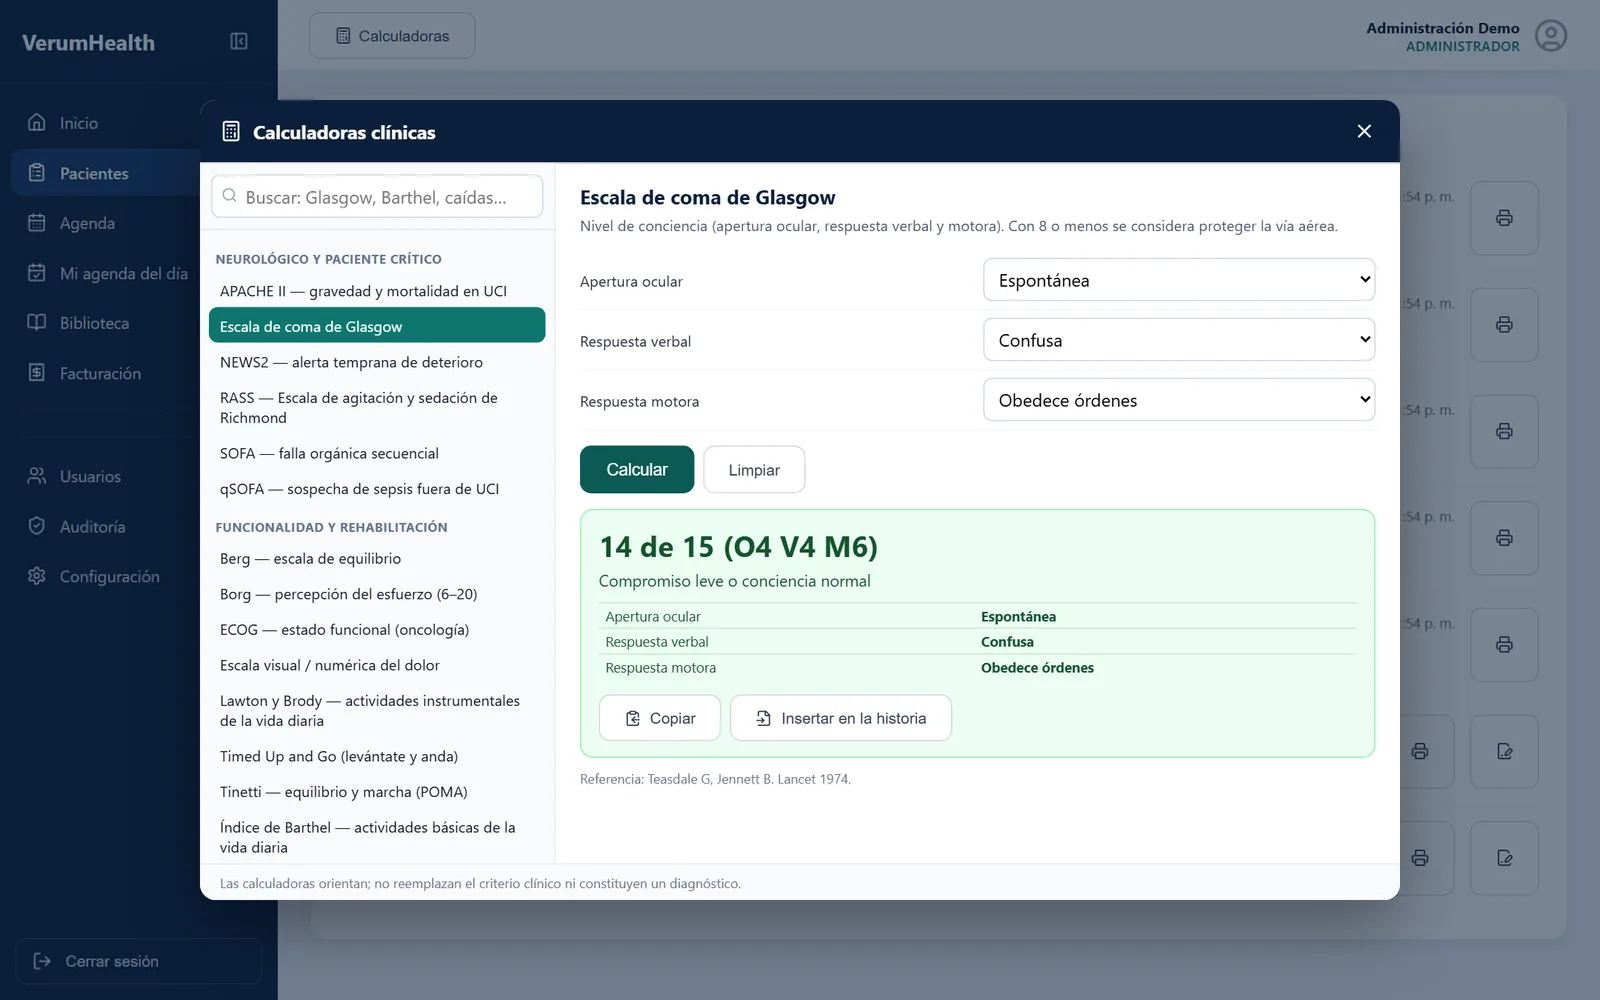 VerumHealth
Calculadoras
Administración Demo
ADMINISTRADOR
Inicio
Pacientes
Agenda
Mi agenda del día
Biblioteca
Facturación
Usuarios
Auditoría
Configuración
Cerrar sesión
Calculadoras clínicas
Buscar: Glasgow, Barthel, caídas...
NEUROLÓGICO Y PACIENTE CRÍTICO
APACHE II — gravedad y mortalidad en UCI
Escala de coma de Glasgow
NEWS2 — alerta temprana de deterioro
RASS — Escala de agitación y sedación de
Richmond
SOFA — falla orgánica secuencial
qSOFA — sospecha de sepsis fuera de UCI
FUNCIONALIDAD Y REHABILITACIÓN
Berg — escala de equilibrio
Borg — percepción del esfuerzo (6–20)
ECOG — estado funcional (oncología)
Escala visual / numérica del dolor
Lawton y Brody — actividades instrumentales
de la vida diaria
Timed Up and Go (levántate y anda)
Tinetti — equilibrio y marcha (POMA)
Índice de Barthel — actividades básicas de la
vida diaria
Escala de coma de Glasgow
Nivel de conciencia (apertura ocular, respuesta verbal y motora). Con 8 o menos se considera proteger la vía aérea.
Apertura ocular
Espontánea
Respuesta verbal
Confusa
Respuesta motora
Obedece órdenes
Calcular
Limpiar
14 de 15 (O4 V4 M6)
Compromiso leve o conciencia normal
Apertura ocular Espontánea
Respuesta verbal Confusa
Respuesta motora Obedece órdenes
Copiar
Insertar en la historia
Referencia: Teasdale G, Jennett B. Lancet 1974.
Las calculadoras orientan; no reemplazan el criterio clínico ni constituyen un diagnóstico.
:54 p. m.
:54 p. m.
:54 p. m.
:54 p. m.
:54 p. m.